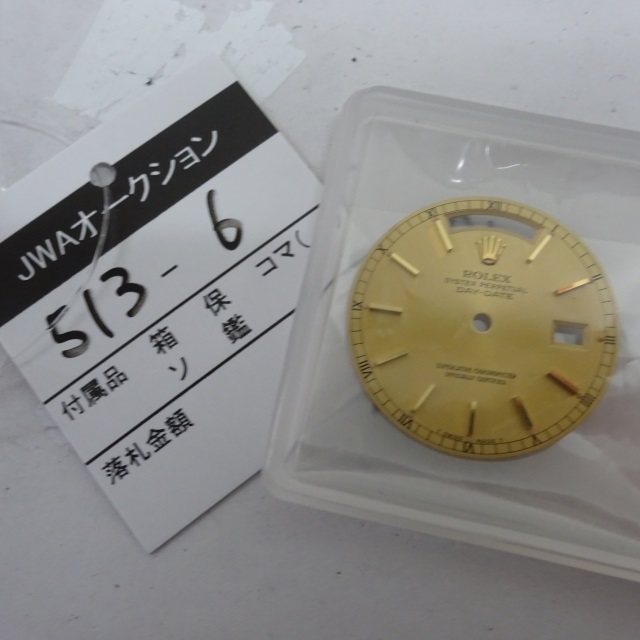 JWAオークション
513-6
付属品 箱 保 コマ(
ソ 鑑
落札金額
ROLEX
OYSTER PERPETUAL
DAY-DATE
SUPERLATIVE CHRONOMETER
OFFICIALLY CERTIFIED